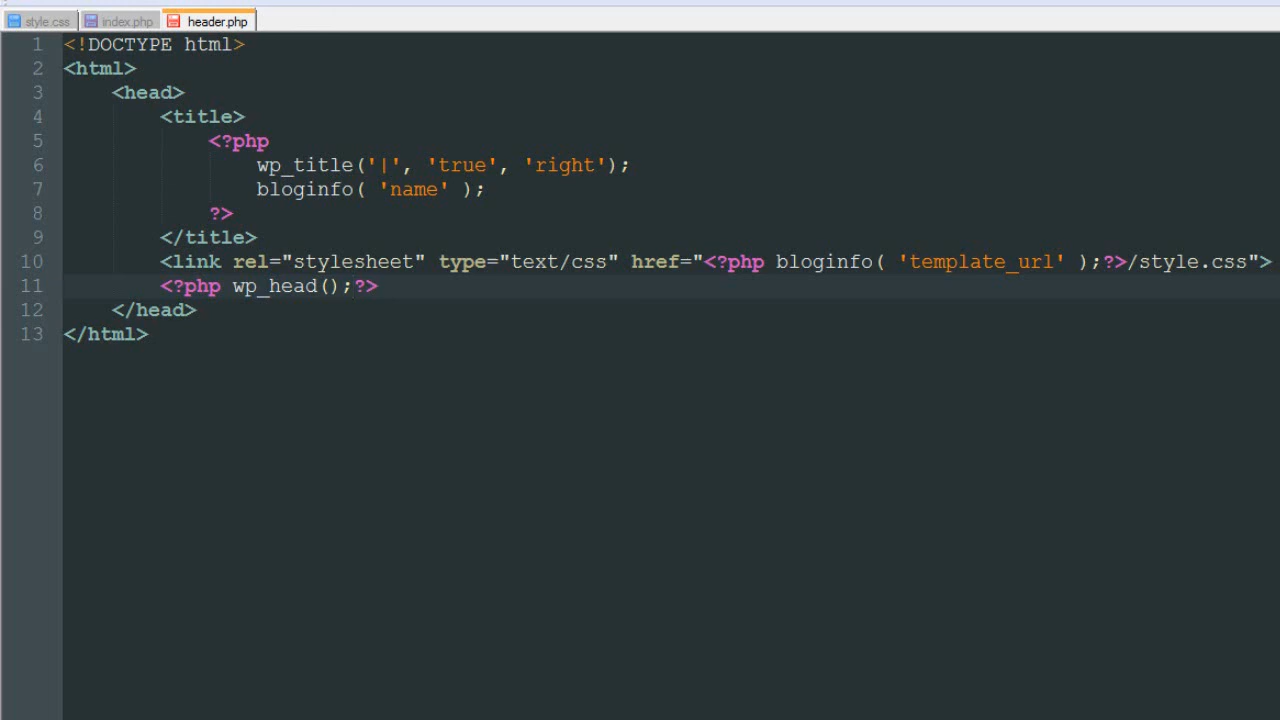 style.css index.php header.php
1 <!DOCTYPE html>
2 <html>
3 <head>
4 <title>
5 <?php
6 wp_title('|', 'true', 'right');
7 bloginfo( 'name' );
8 ?>
9 </title>
10 <link rel="stylesheet" type="text/css" href="<?php bloginfo( 'template_url' );?>/style.css">
11 <?php wp_head();?>
12 </head>
13 </html>